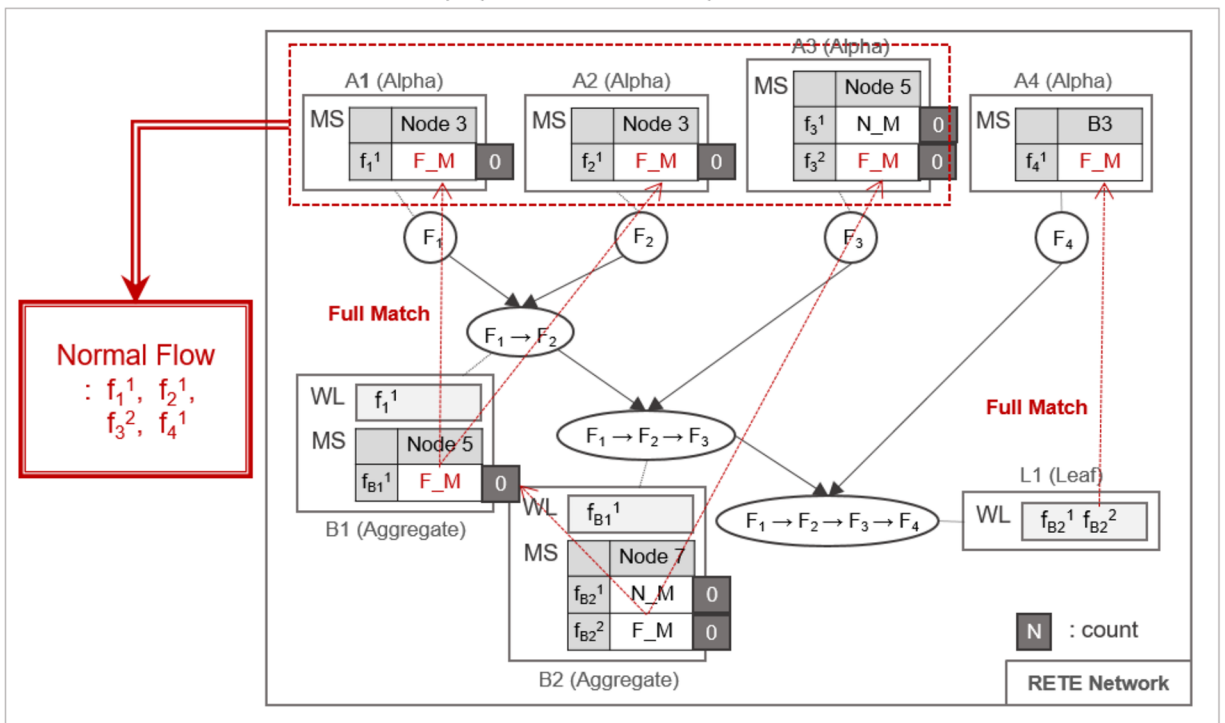 A3 (Alpha)
A1 (Alpha)
A2 (Alpha)
A4 (Alpha)
MS
Node 3
f₁¹ F_M 0
MS
Node 3
f₂¹ F_M 0
MS
Node 5
f₃¹ N_M 0
f₃² F_M 0
MS
B3
f₄¹ F_M
F₁
F₂
F₃
F₄
Full Match
F₁ → F₂
Normal Flow
: f₁¹, f₂¹,
f₃², f₄¹
WL f₁¹
MS
Node 5
f_B1¹ F_M 0
B1 (Aggregate)
F₁ → F₂ → F₃
Full Match
WL f_B1¹
MS
Node 7
f_B2¹ N_M 0
f_B2² F_M 0
B2 (Aggregate)
F₁ → F₂ → F₃ → F₄
L1 (Leaf)
WL f_B2¹ f_B2²
N : count
RETE Network